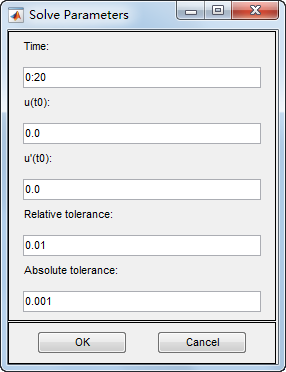 Solve Parameters
Time:
0:20
u(t0):
0.0
u'(t0):
0.0
Relative tolerance:
0.01
Absolute tolerance:
0.001
OK
Cancel